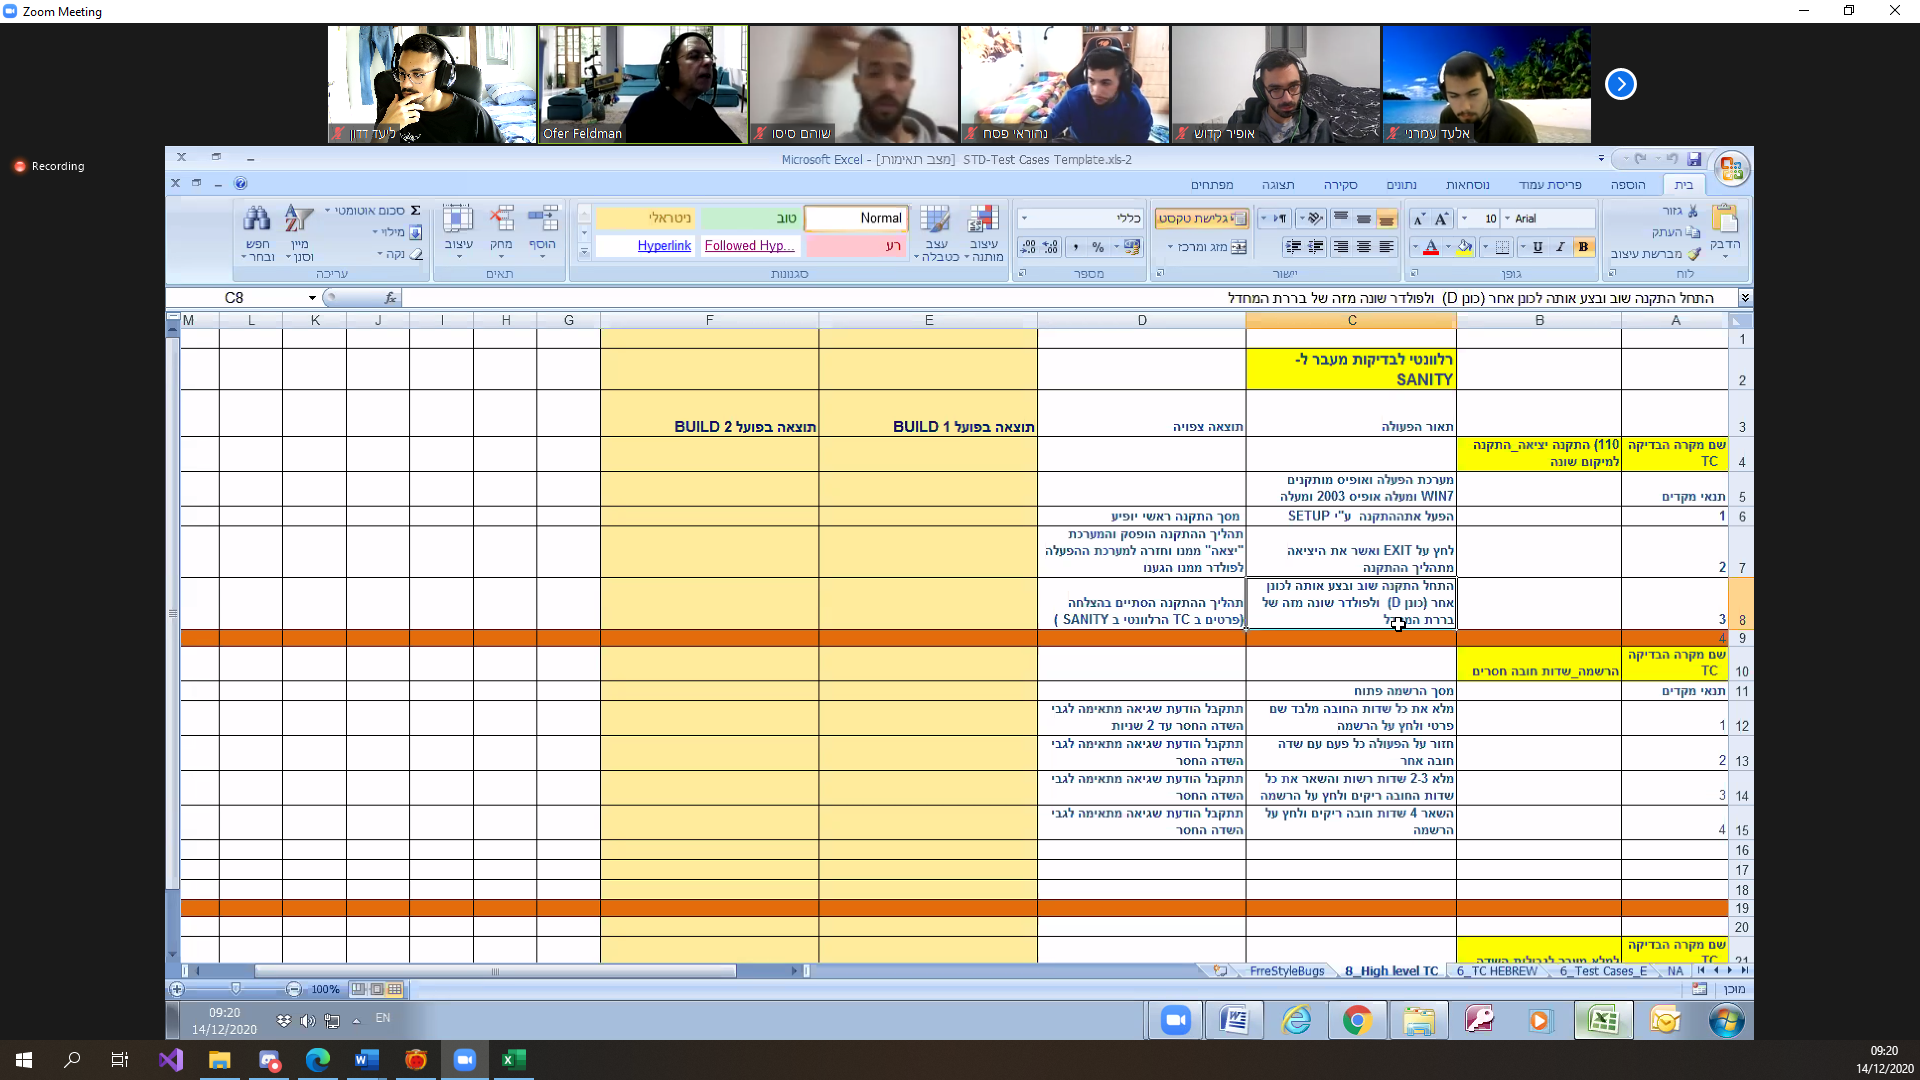 Zoom Meeting
ליעד דדון
Ofer Feldman
שוהם סיסו
נהוראי פסח
אופיר קדוש
אלעד עמרני
Recording
Microsoft Excel - [מצב תאימות] STD-Test Cases Template.xls-2
בית
הוספה
פריסת עמוד
נוסחאות
נתונים
סקירה
תצוגה
מפתחים
הדבק
גזור
העתק
מברשת עיצוב
לוח
Arial
10
גופן
גלישת טקסט
מזג ומרכז
יישור
כללי
מספר
עיצוב מותנה
עצב כטבלה
Normal
טוב
ניטראלי
רע
Followed Hyp...
Hyperlink
סגנונות
הוסף
מחק
עיצוב
תאים
סכום אוטומטי
מילוי
נקה
מיין וסנן
חפש ובחר
עריכה
C8
fx
התחל התקנה שוב ובצע אותה לכונן אחר (כונן D) ולפולדר שונה מזה של בררת המחדל
A
B
C
D
E
F
G
H
I
J
K
L
M
1
2
רלוונטי לבדיקות מעבר ל-
SANITY
3
תאור הפעולה
תוצאה צפויה
תוצאה בפועל BUILD 1
תוצאה בפועל BUILD 2
4
שם מקרה הבדיקה
TC
110) התקנה יציאה_התקנה
למיקום שונה
5
תנאי מקדים
מערכת הפעלה ואופיס מותקנים
WIN7 ומעלה אופיס 2003 ומעלה
6
1
הפעל אתההתקנה ע"י SETUP
מסך התקנה ראשי יופיע
7
2
לחץ על EXIT ואשר את היציאה
מתהליך ההתקנה
תהליך ההתקנה הופסק והמערכת
"יצאה" ממנו וחזרה למערכת ההפעלה
לפולדר ממנו הגענו
8
3
התחל התקנה שוב ובצע אותה לכונן
אחר (כונן D) ולפולדר שונה מזה של
בררת
תהליך ההתקנה הסתיים בהצלחה
(פרטים ב TC הרלוונטי ב SANITY )
9
4
10
שם מקרה הבדיקה
TC
הרשמה_שדות חובה חסרים
11
תנאי מקדים
מסך הרשמה פתוח
12
1
מלא את כל שדות החובה מלבד שם
פרטי ולחץ על הרשמה
תתקבל הודעת שגיאה מתאימה לגבי
השדה החסר עד 2 שניות
13
2
חזור על הפעולה כל פעם עם שדה
חובה אחר
תתקבל הודעת שגיאה מתאימה לגבי
השדה החסר
14
3
מלא 2-3 שדות רשות והשאר את כל
שדות החובה ריקים ולחץ על הרשמה
תתקבל הודעת שגיאה מתאימה לגבי
השדה החסר
15
4
השאר 4 שדות חובה ריקים ולחץ על
הרשמה
תתקבל הודעת שגיאה מתאימה לגבי
השדה החסר
16
17
18
19
20
21
שם מקרה הבדיקה
TC
NA
6_Test Cases_E
6_TC HEBREW
8_High level TC
FrreStyleBugs
מוכן
100%
09:20
14/12/2020
EN
09:20
14/12/2020